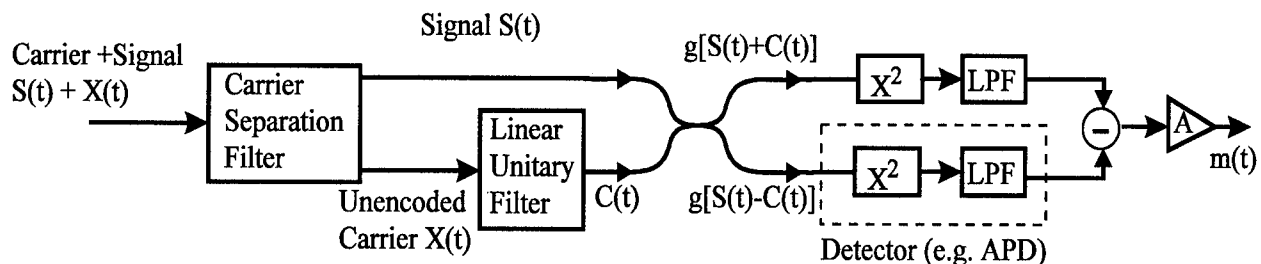 Signal S(t)
Carrier +Signal
S(t) + X(t)
Carrier
Separation
Filter
Unencoded
Carrier X(t)
Linear
Unitary
Filter
C(t)
g[S(t)+C(t)]
g[S(t)-C(t)]
X²
LPF
X²
LPF
Detector (e.g. APD)
−
A
m(t)